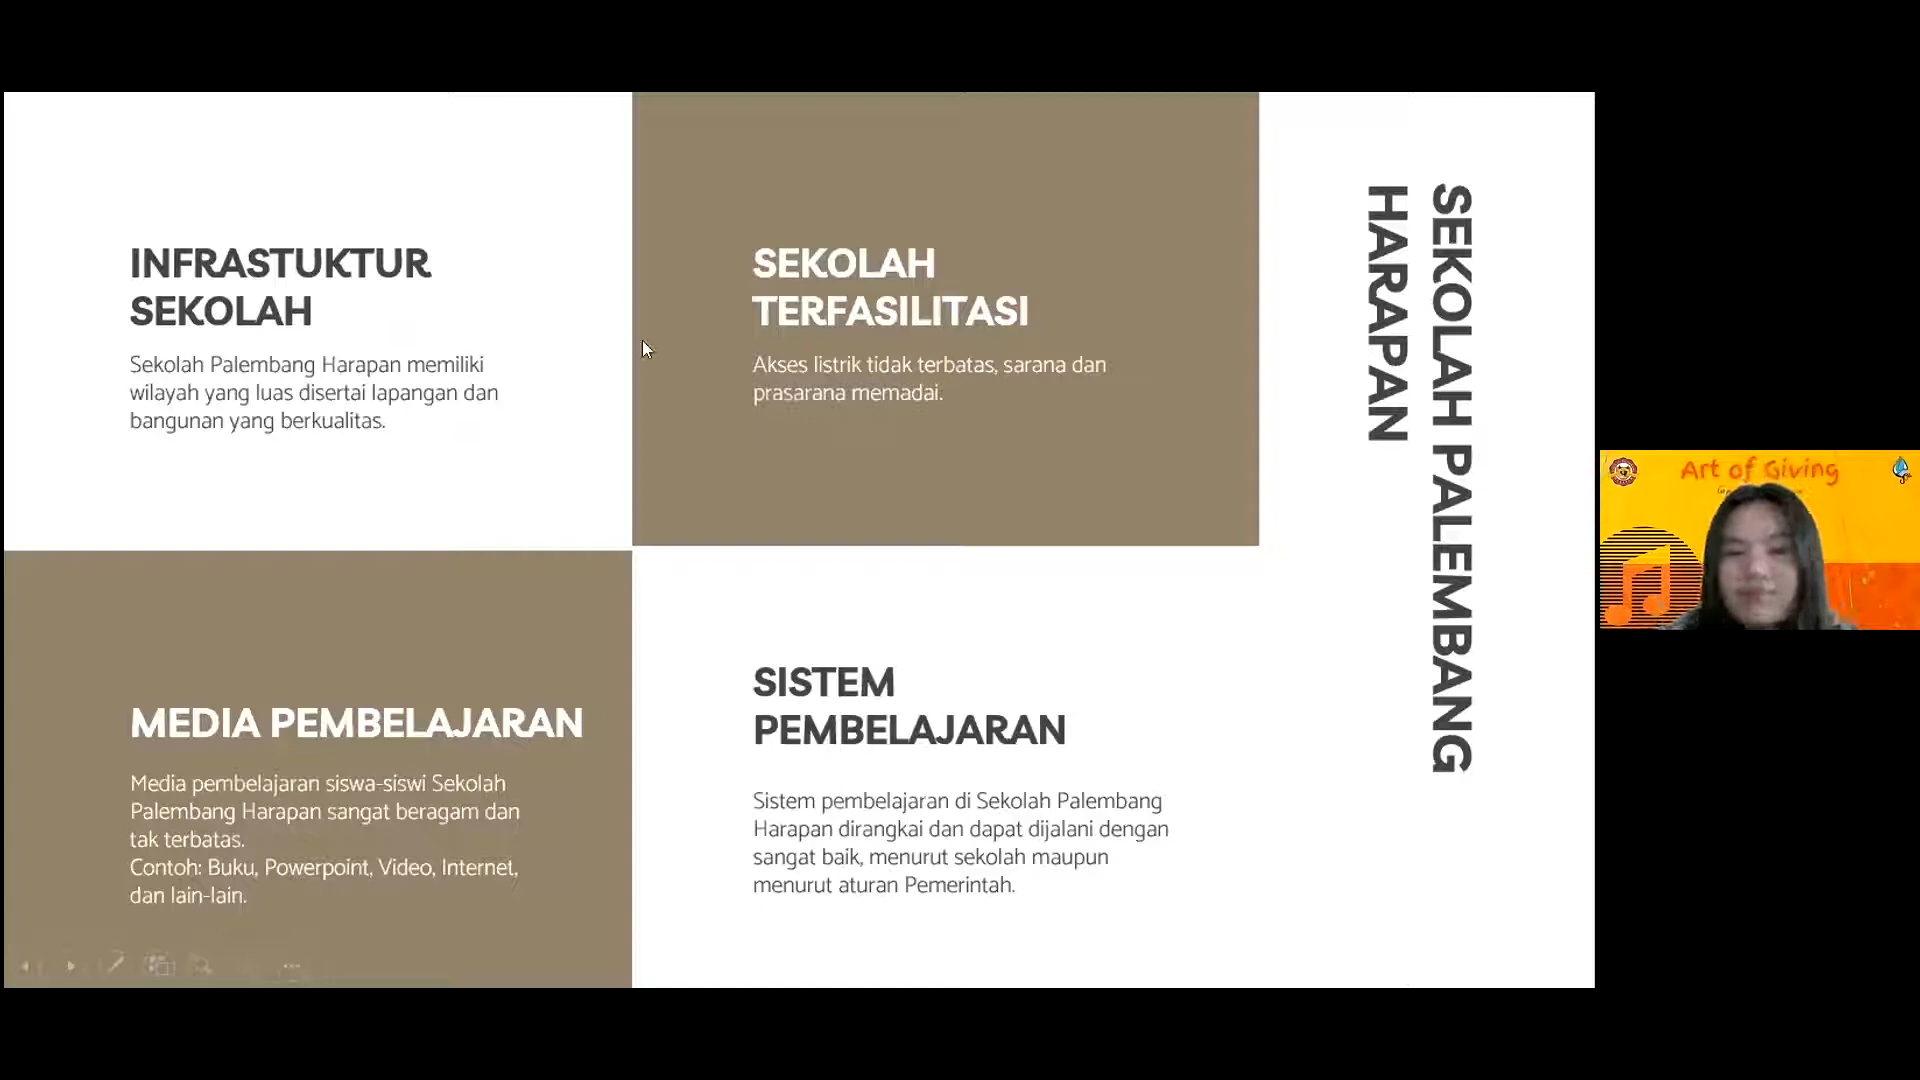 INFRASTUKTUR
SEKOLAH
Sekolah Palembang Harapan memiliki
wilayah yang luas disertai lapangan dan
bangunan yang berkualitas.
SEKOLAH
TERFASILITASI
Akses listrik tidak terbatas, sarana dan
prasarana memadai.
MEDIA PEMBELAJARAN
Media pembelajaran siswa-siswi Sekolah
Palembang Harapan sangat beragam dan
tak terbatas.
Contoh: Buku, Powerpoint, Video, Internet,
dan lain-lain.
SISTEM
PEMBELAJARAN
Sistem pembelajaran di Sekolah Palembang
Harapan dirangkai dan dapat dijalani dengan
sangat baik, menurut sekolah maupun
menurut aturan Pemerintah.
SEKOLAH PALEMBANG
HARAPAN
Art of Giving